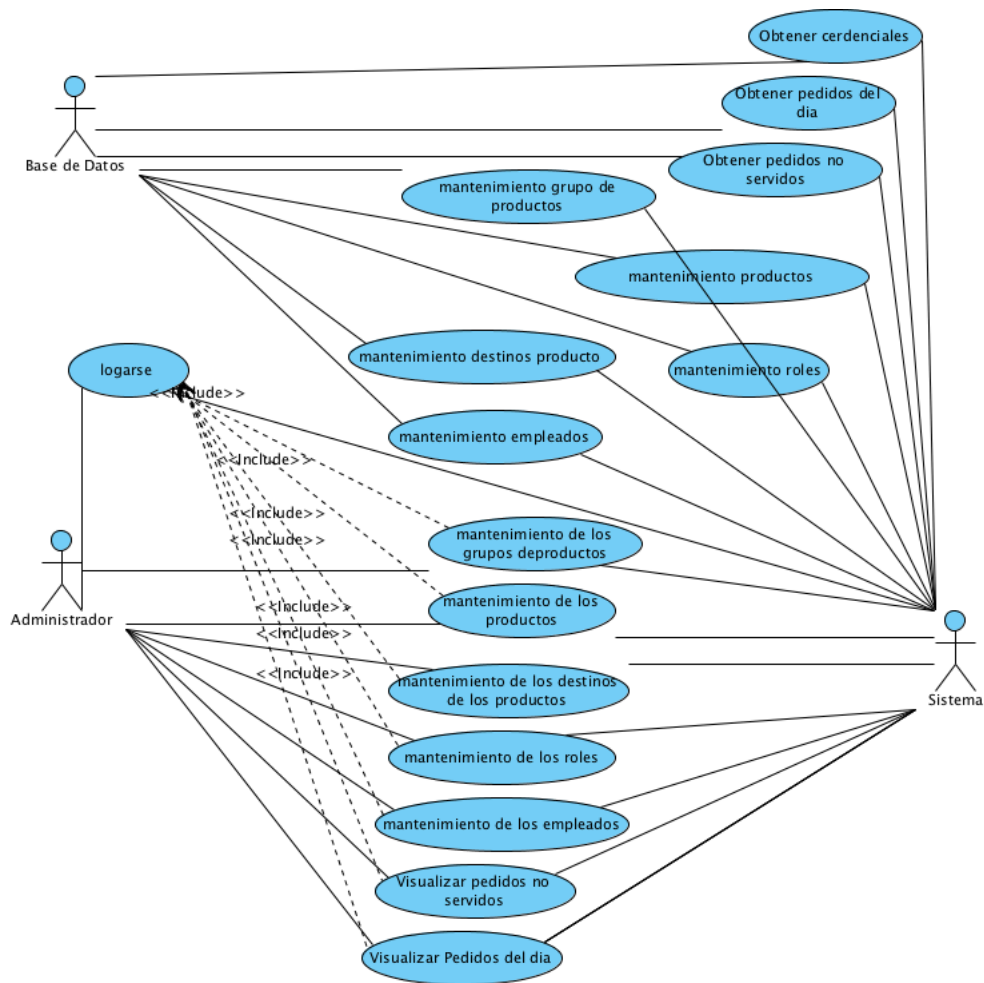 Obtener cerdenciales
Obtener pedidos del
dia
Base de Datos
Obtener pedidos no
servidos
mantenimiento grupo de
productos
mantenimiento productos
mantenimiento destinos producto
logarse
mantenimiento roles
<<Include>>
mantenimiento empleados
<<Include>>
<<Include>>
<<Include>>
mantenimiento de los
grupos deproductos
<<Include>>
mantenimiento de los
productos
Administrador
<<Include>>
<<Include>>
mantenimiento de los destinos
de los productos
Sistema
mantenimiento de los roles
mantenimiento de los empleados
Visualizar pedidos no
servidos
Visualizar Pedidos del dia